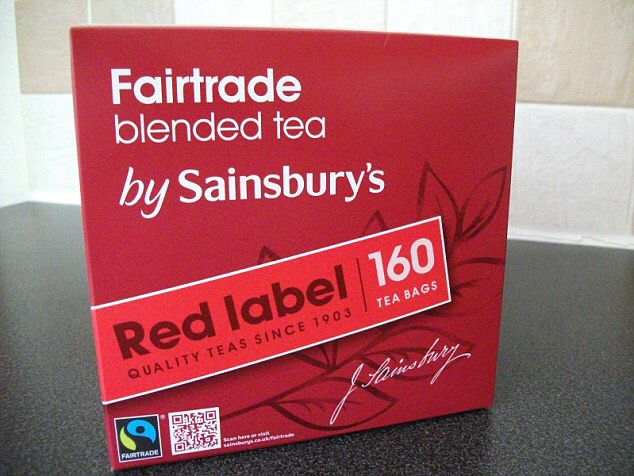 Fairtrade
blended tea
by Sainsbury's
Red label
QUALITY TEAS SINCE 1903
160
TEA BAGS
J Sainsbury
FAIRTRADE
®
Scan here or visit
sainsburys.co.uk/fairtrade